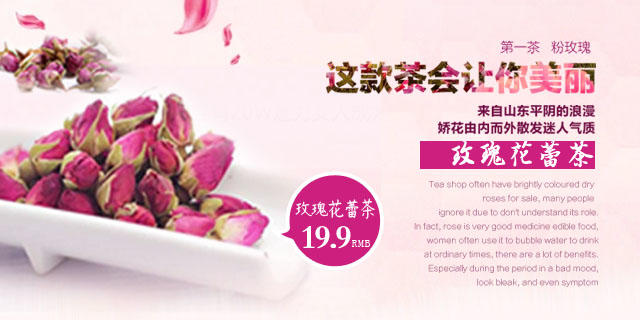 第一茶 粉玫瑰
这款茶会让你美丽
来自山东平阴的浪漫
娇花由内而外散发迷人气质
玫瑰花蕾茶
Tea shop often have brightly coloured dry
roses for sale, many people
ignore it due to don't understand its role.
In fact, rose is very good medicine edible food,
women often use it to bubble water to drink
at ordinary times, there are a lot of benefits.
Especially during the period in a bad mood,
look bleak, and even symptom
玫瑰花蕾茶
19.9RMB